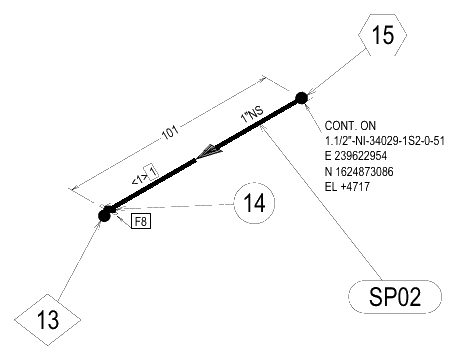 15
1"NS
101
CONT. ON
1.1/2"-NI-34029-1S2-0-51
E 239622954
N 1624873086
EL +4717
<1> 1
14
F8
SP02
13